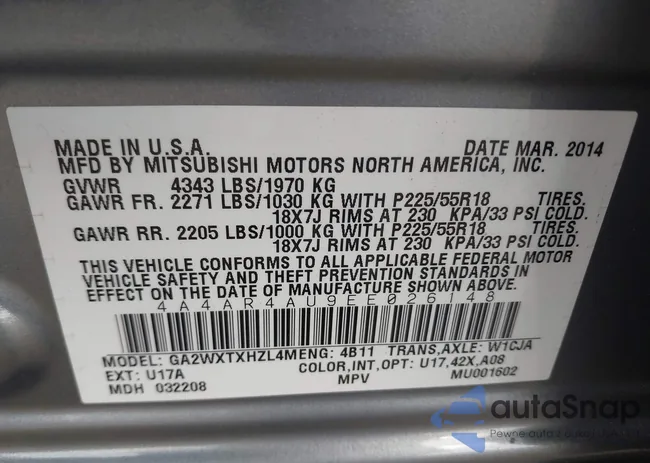 MADE IN U.S.A. DATE MAR. 2014
MFD BY MITSUBISHI MOTORS NORTH AMERICA, INC.
GVWR 4343 LBS/1970 KG
GAWR FR. 2271 LBS/1030 KG WITH P225/55R18 TIRES.
18X7J RIMS AT 230 KPA/33 PSI COLD.
GAWR RR. 2205 LBS/1000 KG WITH P225/55R18 TIRES.
18X7J RIMS AT 230 KPA/33 PSI COLD.
THIS VEHICLE CONFORMS TO ALL APPLICABLE FEDERAL MOTOR
VEHICLE SAFETY AND THEFT PREVENTION STANDARDS IN
EFFECT ON THE DATE OF MANUFACTURE SHOWN ABOVE.
4A4AR4AU9EE026148
MODEL: GA2WXTXHZL4MENG: 4B11 TRANS,AXLE: W1CJA
EXT: U17A COLOR,INT,OPT: U17,42X,A08
MDH 032208 MPV MU001602
autaSnap
Pewne auta z aukcji